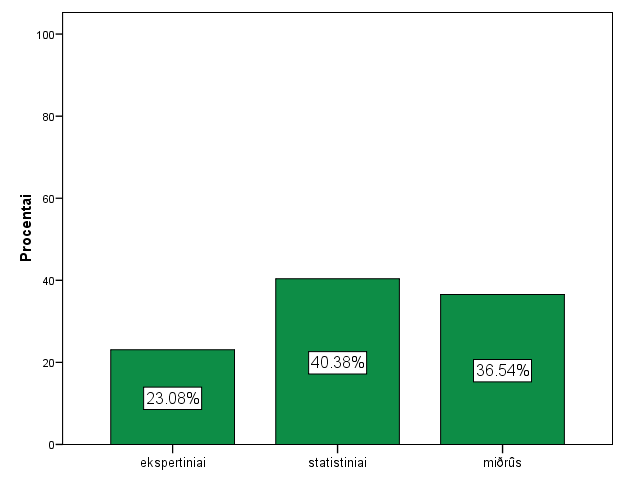 100
80
60
40
20
0
Procentai
23.08%
40.38%
36.54%
ekspertiniai
statistiniai
miðrûs